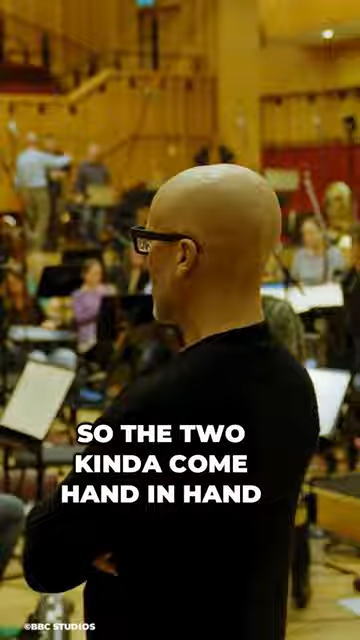 SO THE TWO
KINDA COME
HAND IN HAND
©BBC STUDIOS